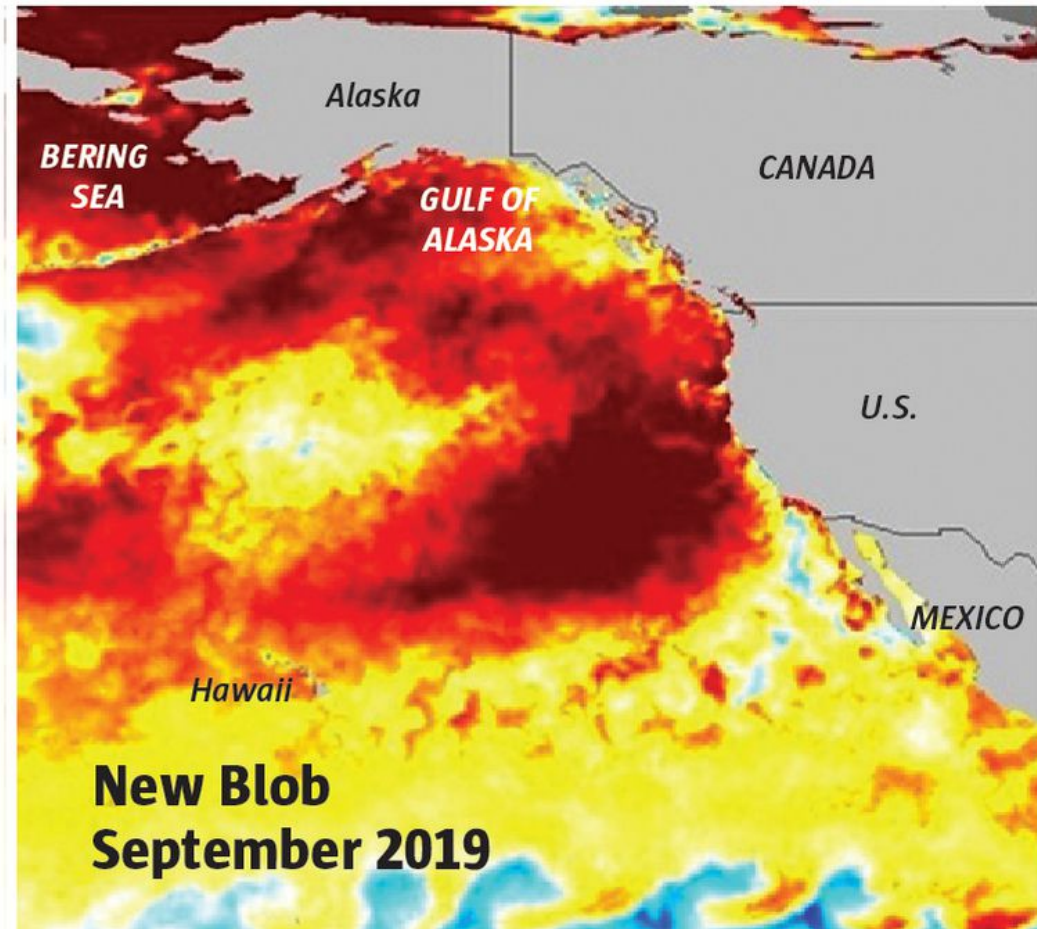 Alaska
BERING
SEA
CANADA
GULF OF
ALASKA
U.S.
MEXICO
Hawaii
New Blob
September 2019